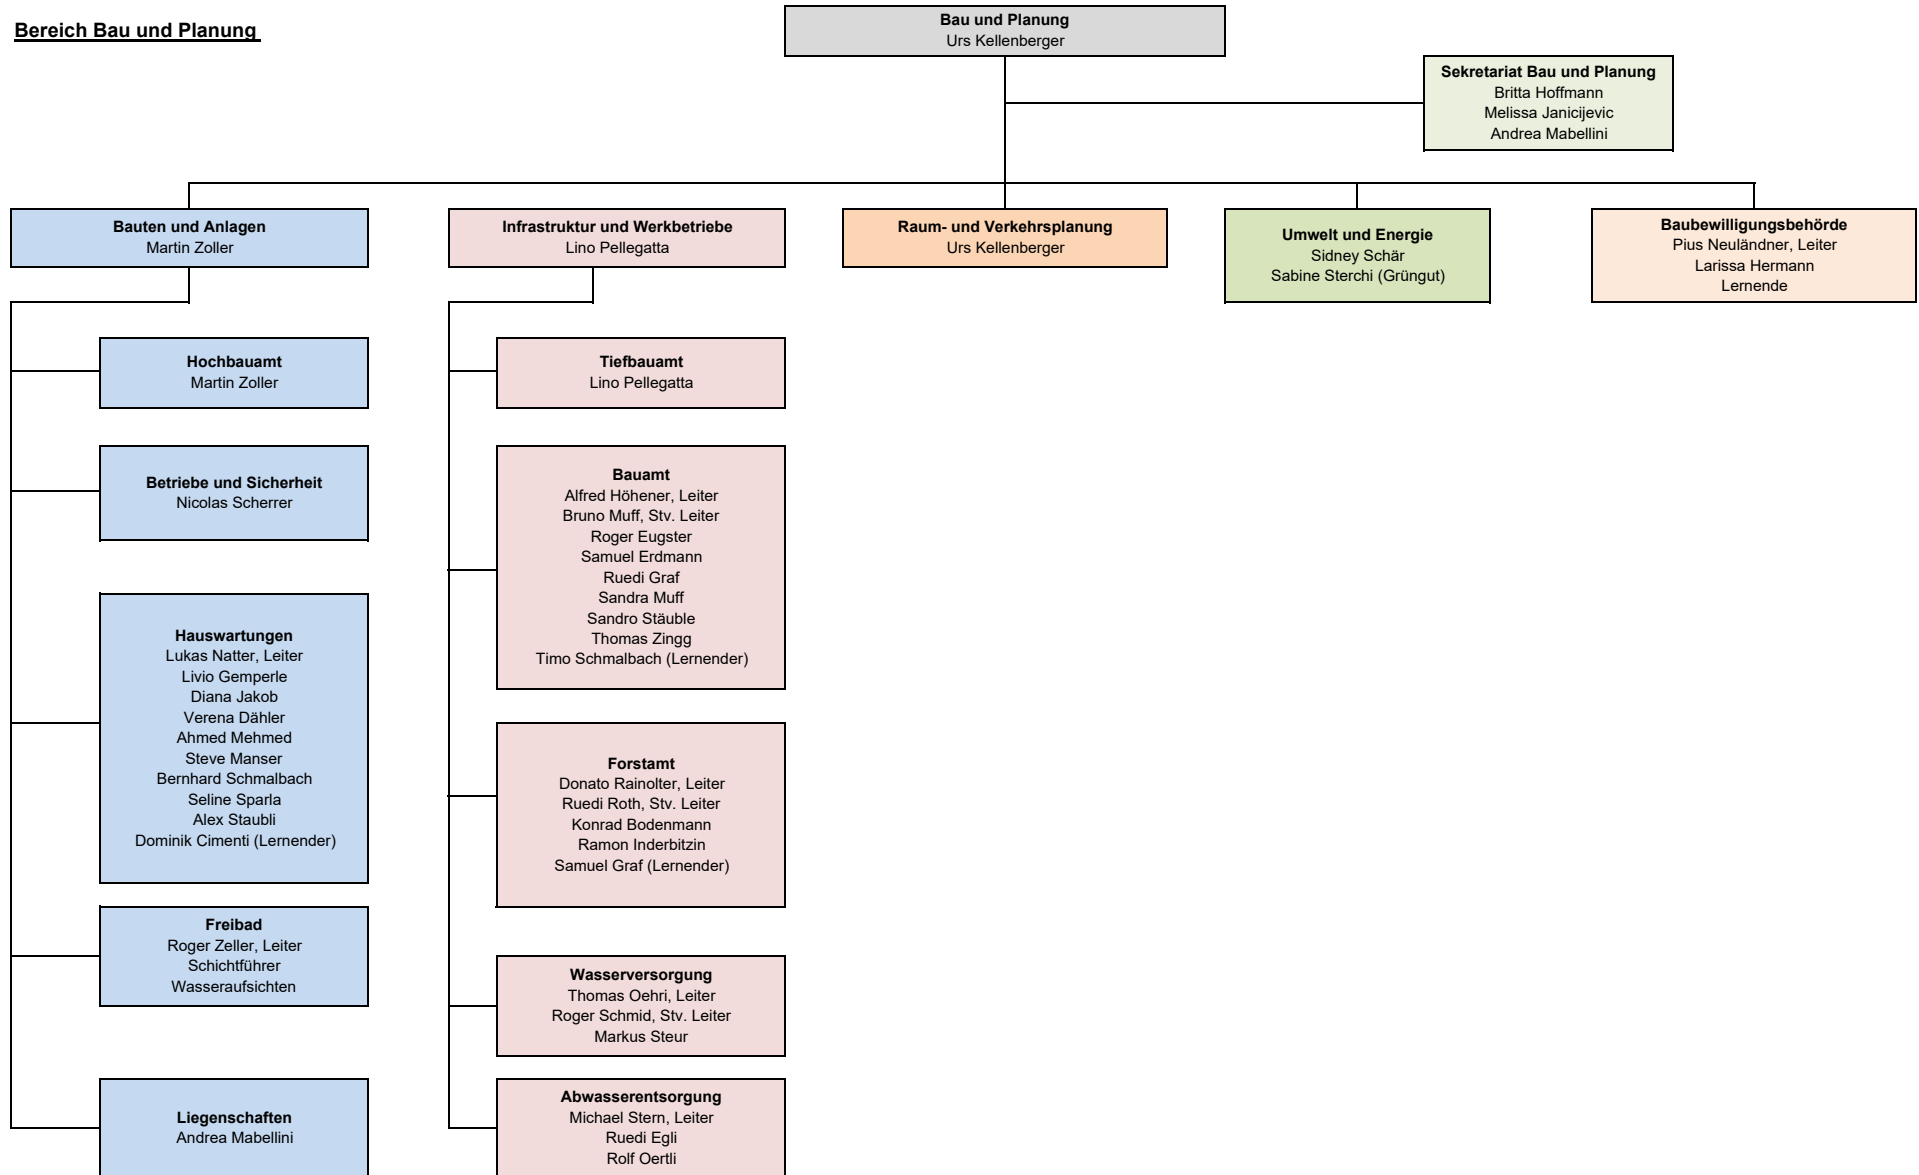 Bereich Bau und Planung
Bau und Planung
Urs Kellenberger
Sekretariat Bau und Planung
Britta Hoffmann
Melissa Janicijevic
Andrea Mabellini
Bauten und Anlagen
Martin Zoller
Infrastruktur und Werkbetriebe
Lino Pellegatta
Raum- und Verkehrsplanung
Urs Kellenberger
Umwelt und Energie
Sidney Schär
Sabine Sterchi (Grüngut)
Baubewilligungsbehörde
Pius Neuländner, Leiter
Larissa Hermann
Lernende
Hochbauamt
Martin Zoller
Betriebe und Sicherheit
Nicolas Scherrer
Hauswartungen
Lukas Natter, Leiter
Livio Gemperle
Diana Jakob
Verena Dähler
Ahmed Mehmed
Steve Manser
Bernhard Schmalbach
Seline Sparla
Alex Staubli
Dominik Cimenti (Lernender)
Freibad
Roger Zeller, Leiter
Schichtführer
Wasseraufsichten
Liegenschaften
Andrea Mabellini
Tiefbauamt
Lino Pellegatta
Bauamt
Alfred Höhener, Leiter
Bruno Muff, Stv. Leiter
Roger Eugster
Samuel Erdmann
Ruedi Graf
Sandra Muff
Sandro Stäuble
Thomas Zingg
Timo Schmalbach (Lernender)
Forstamt
Donato Rainolter, Leiter
Ruedi Roth, Stv. Leiter
Konrad Bodenmann
Ramon Inderbitzin
Samuel Graf (Lernender)
Wasserversorgung
Thomas Oehri, Leiter
Roger Schmid, Stv. Leiter
Markus Steur
Abwasserentsorgung
Michael Stern, Leiter
Ruedi Egli
Rolf Oertli